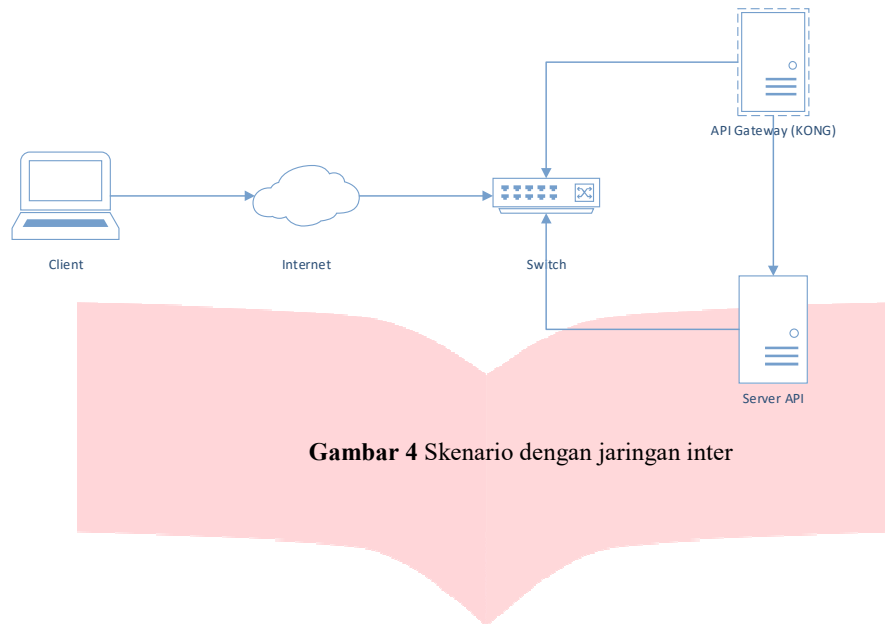 API Gateway (KONG)
Client
Internet
Switch
Server API
Gambar 4 Skenario dengan jaringan inter